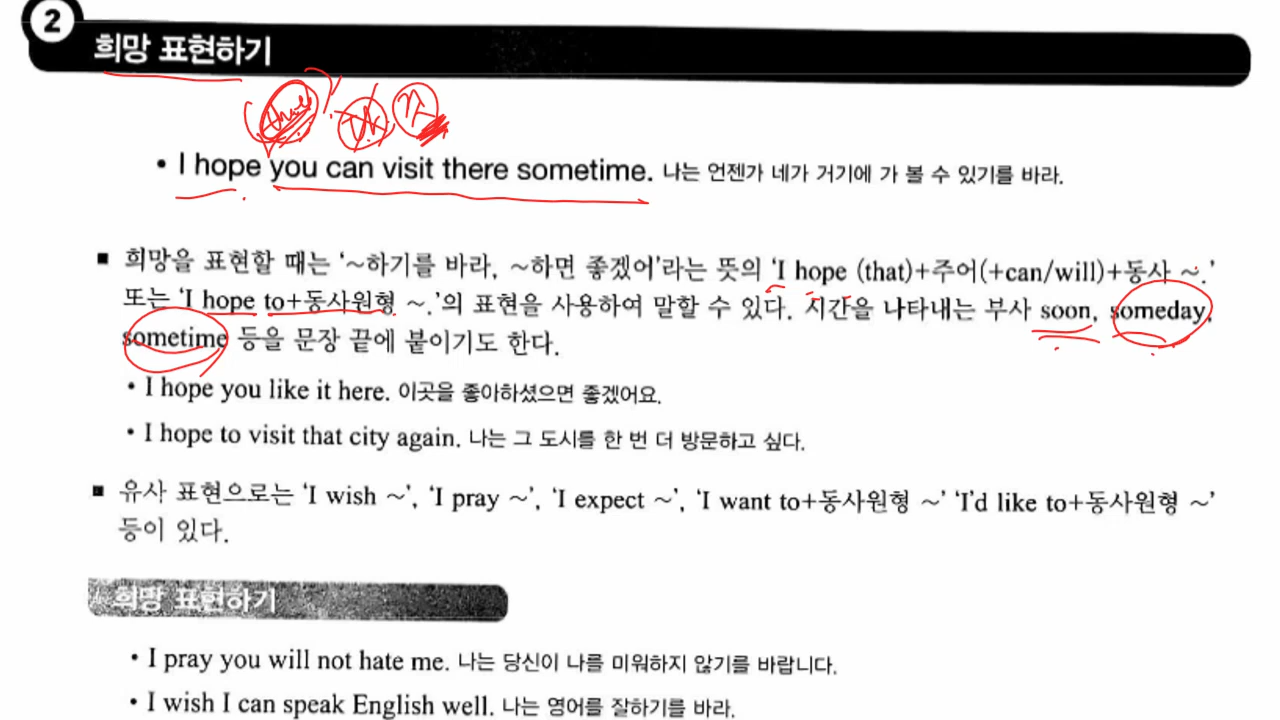 2
희망 표현하기
• I hope you can visit there sometime. 나는 언젠가 네가 거기에 가 볼 수 있기를 바라.
■ 희망을 표현할 때는 ‘~하기를 바라, ~하면 좋겠어’라는 뜻의 ‘I hope (that)+주어(+can/will)+동사 ~.’
또는 ‘I hope to+동사원형 ~.’의 표현을 사용하여 말할 수 있다. 시간을 나타내는 부사 soon, someday,
sometime 등을 문장 끝에 붙이기도 한다.
• I hope you like it here. 이곳을 좋아하셨으면 좋겠어요.
• I hope to visit that city again. 나는 그 도시를 한 번 더 방문하고 싶다.
■ 유사 표현으로는 ‘I wish ~’, ‘I pray ~’, ‘I expect ~’, ‘I want to+동사원형 ~’ ‘I’d like to+동사원형 ~’
등이 있다.
희망 표현하기
• I pray you will not hate me. 나는 당신이 나를 미워하지 않기를 바랍니다.
• I wish I can speak English well. 나는 영어를 잘하기를 바라.